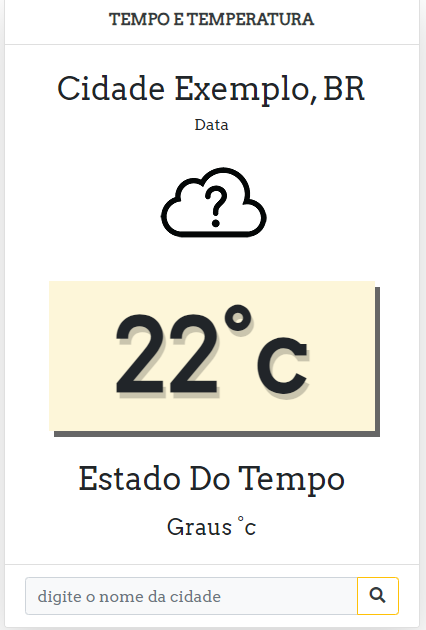 TEMPO E TEMPERATURA
Cidade Exemplo, BR
Data
?
22°c
Estado Do Tempo
Graus °c
digite o nome da cidade